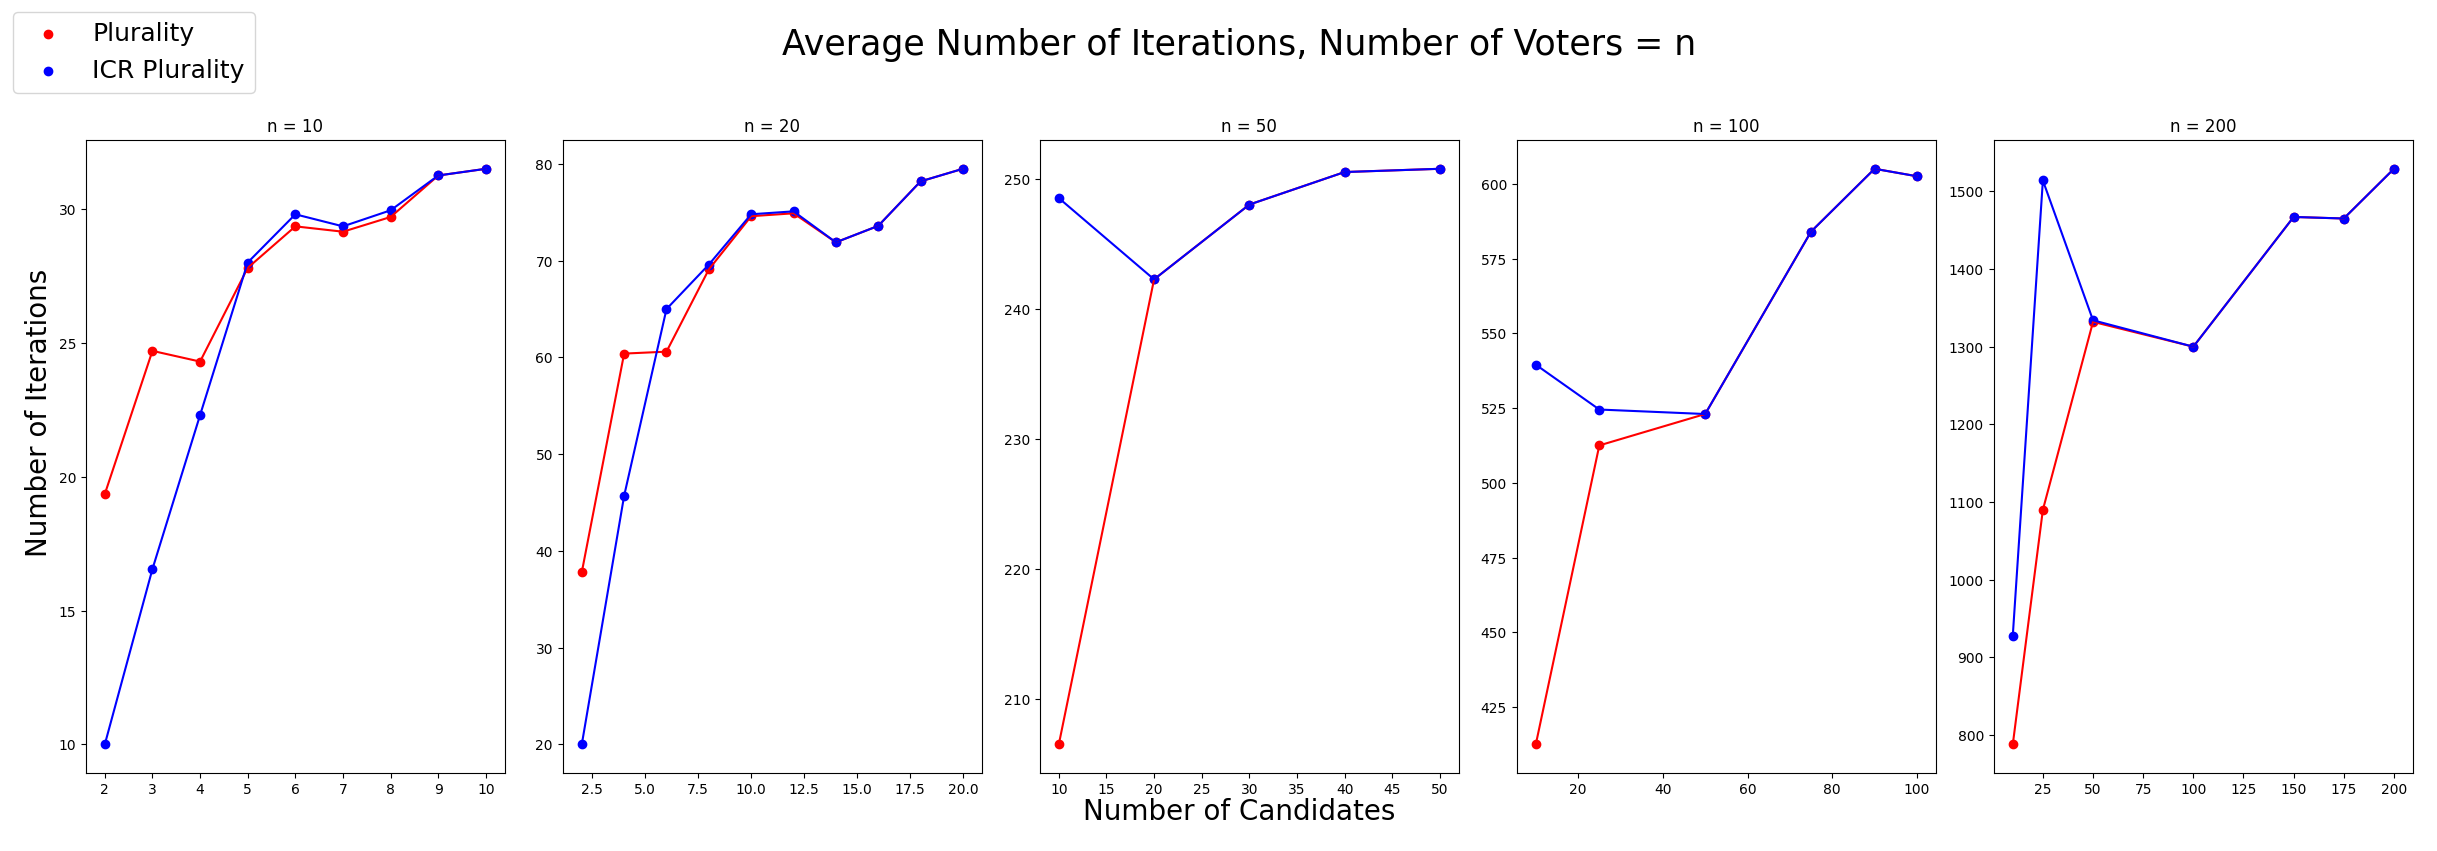 Plurality
ICR Plurality
Average Number of Iterations, Number of Voters = n
n = 10
n = 20
n = 50
n = 100
n = 200
Number of Iterations
30
25
20
15
10
2 3 4 5 6 7 8 9 10
80
70
60
50
40
30
20
2.5 5.0 7.5 10.0 12.5 15.0 17.5 20.0
250
240
230
220
210
10 15 20 25 30 35 40 45 50
600
575
550
525
500
475
450
425
20 40 60 80 100
1500
1400
1300
1200
1100
1000
900
800
25 50 75 100 125 150 175 200
Number of Candidates